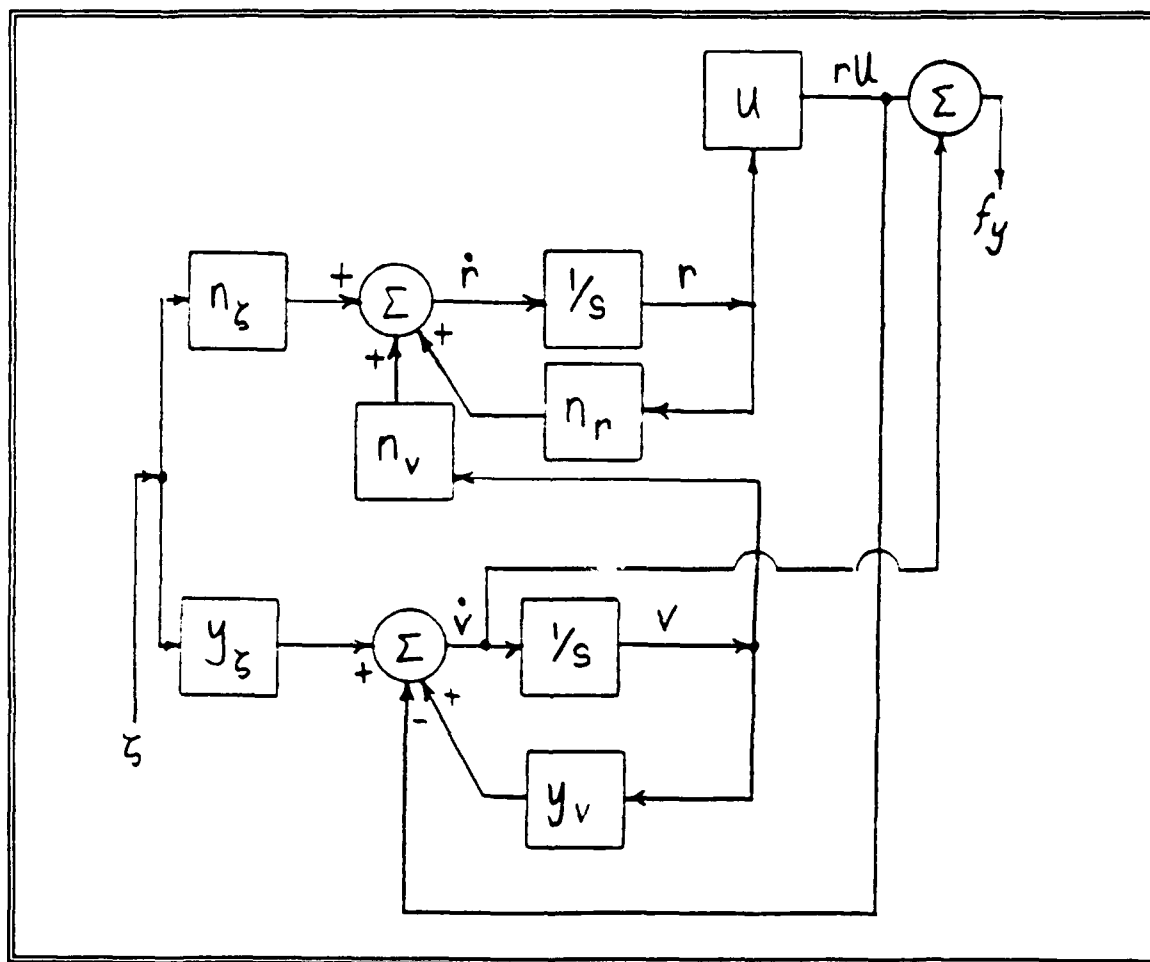 U
rU
Σ
f_y
n_ζ
+
Σ
ṙ
1/s
r
+
+
n_r
n_v
y_ζ
+
Σ
v̇
1/s
v
-
+
y_v
ζ